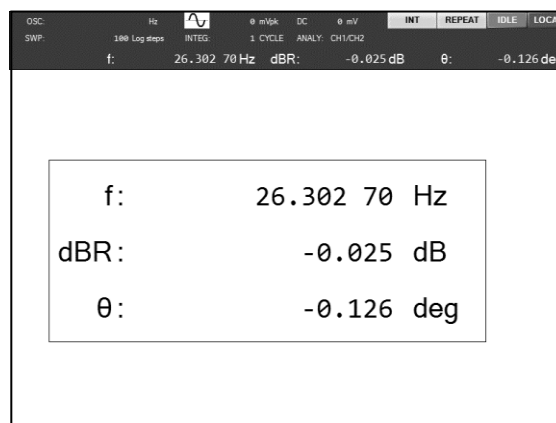 OSC: Hz 0 mVpk DC 0 mV INT REPEAT IDLE LOCA
SWP: 100 Log steps INTEG: 1 CYCLE ANALY: CH1/CH2
f: 26.302 70 Hz dBR: -0.025 dB θ: -0.126 de
f: 26.302 70 Hz
dBR: -0.025 dB
θ: -0.126 deg